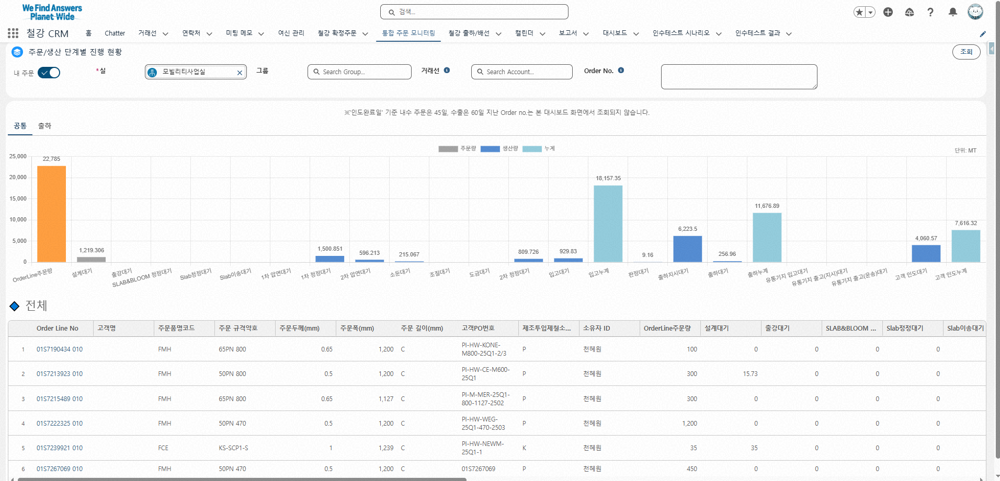 We Find Answers
Planet Wide
검색...
철강 CRM
홈
Chatter
거래선
연락처
미팅 메모
여신 관리
철강 확정주문
통합 주문 모니터링
철강 출하/배선
캘린더
보고서
대시보드
인수테스트 시나리오
인수테스트 결과
주문/생산 단계별 진행 현황
조회
내 주문
*실
모빌리티사업실
그룹
Search Group...
거래선
Search Account...
Order No.
※'인도완료일' 기준 내수 주문은 45일, 수출은 60일 지난 Order no.는 본 대시보드 화면에서 조회되지 않습니다.
공통 출하
주문량 생산량 누계
단위: MT
25,000
20,000
15,000
10,000
5,000
0
22,785
1,219.306
1,500.851
596.213
215.067
809.726
929.83
18,157.35
9.16
6,223.5
256.96
11,676.89
4,060.57
7,616.32
OrderLine주문량
설계대기
출강대기
SLAB&BLOOM 정정대기
Slab정정대기
Slab이송대기
1차 압연대기
1차 정정대기
2차 압연대기
소둔대기
조질대기
도금대기
2차 정정대기
입고대기
입고누계
판정대기
출하지시대기
출하대기
출하누계
유통기지 입고대기
유통기지 출고(지시)대기
유통기지 출고(운송)대기
고객 인도대기
고객 인도누계
전체
Order Line No 고객명 주문품명코드 주문 규격약호 주문두께(mm) 주문폭(mm) 주문 길이(mm) 고객PO번호 제조투입제철소... 소유자 ID OrderLine주문량 설계대기 출강대기 SLAB&BLOOM ... Slab정정대기 Slab이송대기
1 01S7190434 010 FMH 65PN 800 0.65 1,200 C PI-HW-KONE-M800-25Q1-2/3 P 천혜원 100 0 0 0 0
2 01S7213923 010 FMH 50PN 800 0.5 1,200 C PI-HW-CE-M600-25Q1 P 천혜원 300 15.73 0 0 0
3 01S7215489 010 FMH 65PN 800 0.65 1,127 C PI-M-MER-25Q1-800-1127-2502 P 천혜원 300 0 0 0 0
4 01S7222325 010 FMH 50PN 470 0.5 1,200 C PI-HW-WEG-25Q1-470-2503 P 천혜원 1,200 0 0 0 0
5 01S7239921 010 FCE KS-SCP1-S 1 1,239 C PI-HW-NEWM-25Q1-1 K 천혜원 35 35 0 0 0
6 01S7267069 010 FMH 50PN 470 0.5 1,200 C 01S7267069 P 천혜원 450 0 0 0 0